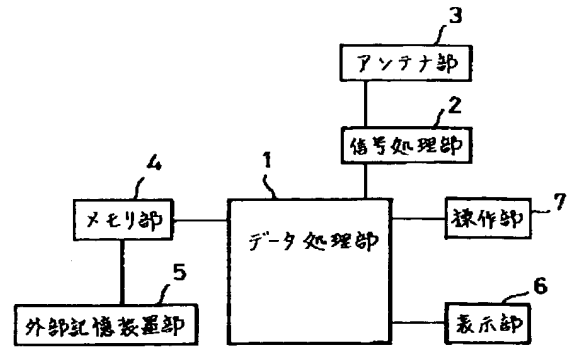 3
アンテナ部
2
信号処理部
1
データ処理部
4
メモリ部
5
外部記憶装置部
7
操作部
6
表示部